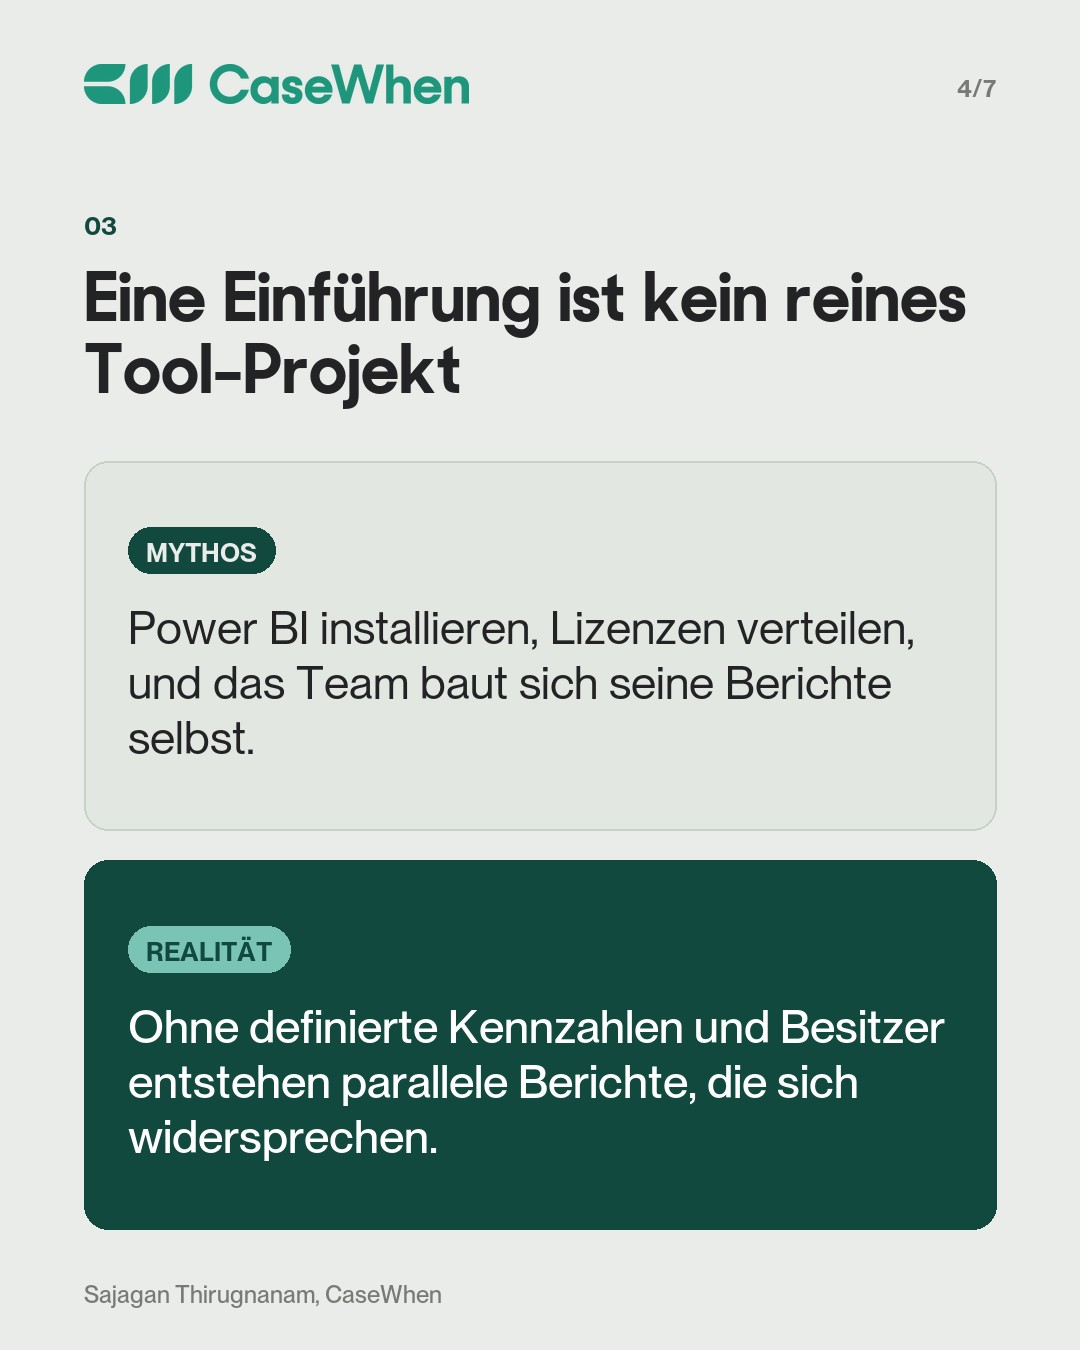 CaseWhen
4/7
03
Eine Einführung ist kein reines
Tool-Projekt
MYTHOS
Power BI installieren, Lizenzen verteilen,
und das Team baut sich seine Berichte
selbst.
REALITÄT
Ohne definierte Kennzahlen und Besitzer
entstehen parallele Berichte, die sich
widersprechen.
Sajagan Thirugnanam, CaseWhen